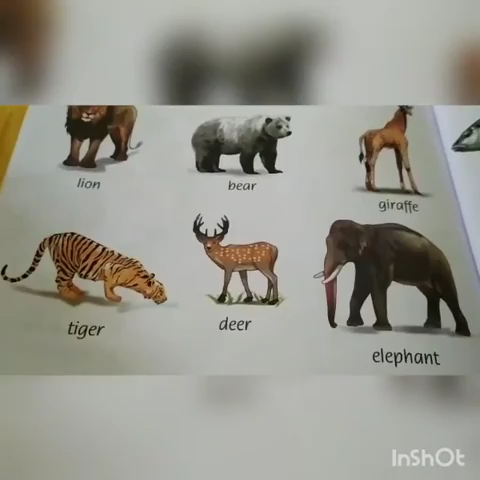 lion
bear
giraffe
tiger
deer
elephant
InShOt